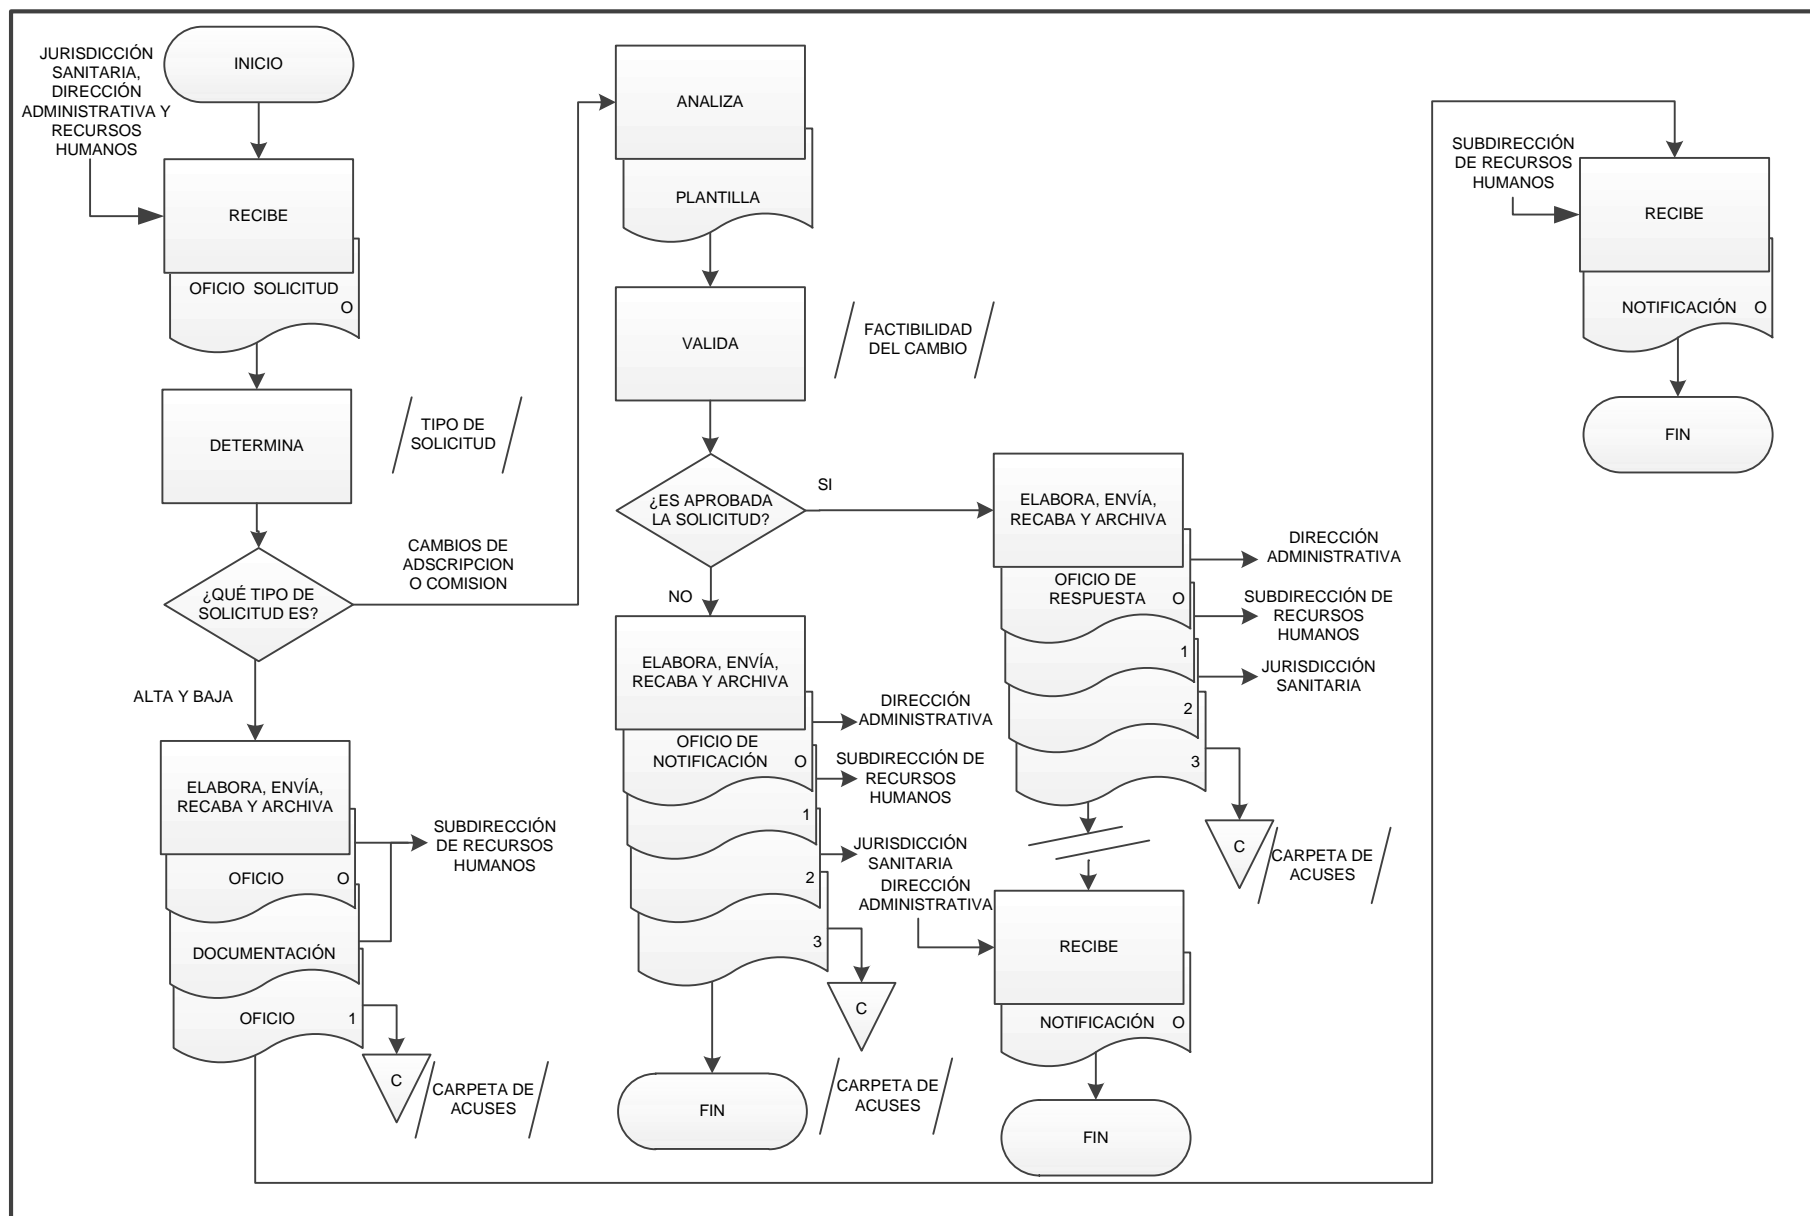 INICIO
JURISDICCIÓN
SANITARIA,
DIRECCIÓN
ADMINISTRATIVA Y
RECURSOS
HUMANOS
RECIBE
OFICIO SOLICITUD
O
DETERMINA
TIPO DE
SOLICITUD
¿QUÉ TIPO DE
SOLICITUD ES?
CAMBIOS DE
ADSCRIPCION
O COMISION
ALTA Y BAJA
ELABORA, ENVÍA,
RECABA Y ARCHIVA
OFICIO O
DOCUMENTACIÓN
OFICIO 1
SUBDIRECCIÓN
DE RECURSOS
HUMANOS
C
CARPETA DE
ACUSES
ANALIZA
PLANTILLA
VALIDA
FACTIBILIDAD
DEL CAMBIO
¿ES APROBADA
LA SOLICITUD?
SI
NO
ELABORA, ENVÍA,
RECABA Y ARCHIVA
OFICIO DE
NOTIFICACIÓN O
1
2
3
DIRECCIÓN
ADMINISTRATIVA
SUBDIRECCIÓN DE
RECURSOS
HUMANOS
JURISDICCIÓN
SANITARIA
C
CARPETA DE
ACUSES
FIN
ELABORA, ENVÍA,
RECABA Y ARCHIVA
OFICIO DE
RESPUESTA O
1
2
3
DIRECCIÓN
ADMINISTRATIVA
SUBDIRECCIÓN DE
RECURSOS
HUMANOS
JURISDICCIÓN
SANITARIA
C
CARPETA DE
ACUSES
DIRECCIÓN
ADMINISTRATIVA
RECIBE
NOTIFICACIÓN O
FIN
SUBDIRECCIÓN
DE RECURSOS
HUMANOS
RECIBE
NOTIFICACIÓN O
FIN